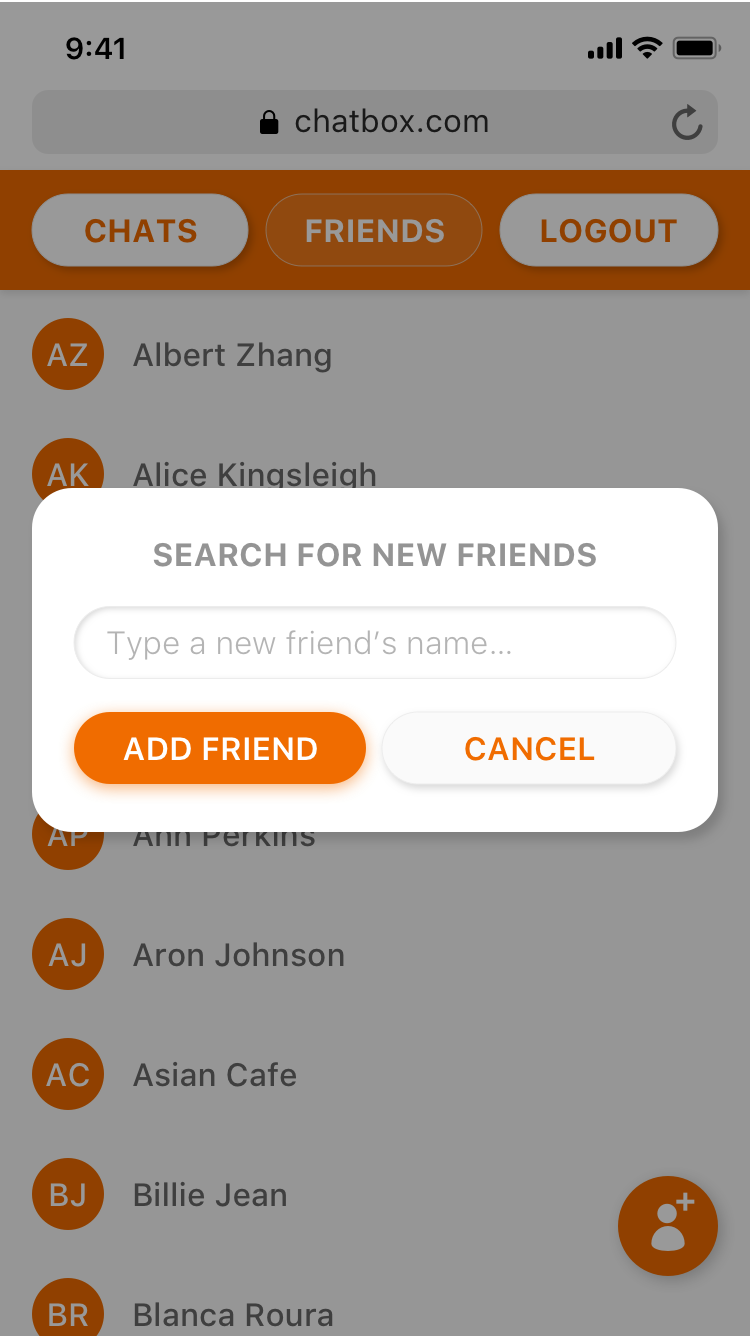 9:41
chatbox.com
CHATS FRIENDS LOGOUT
AZ Albert Zhang
AK Alice Kingsleigh
SEARCH FOR NEW FRIENDS
Type a new friend’s name...
ADD FRIEND CANCEL
AP Ann Perkins
AJ Aron Johnson
AC Asian Cafe
BJ Billie Jean
BR Blanca Roura